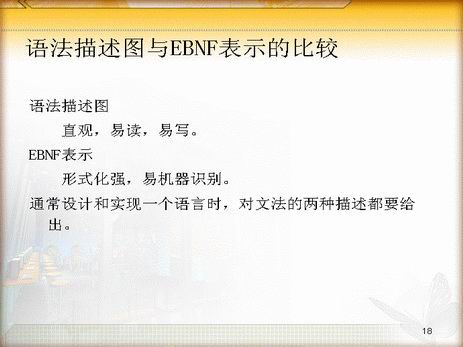 语法描述图与EBNF表示的比较
语法描述图
直观，易读，易写。
EBNF表示
形式化强，易机器识别。
通常设计和实现一个语言时，对文法的两种描述都要给
出。
18